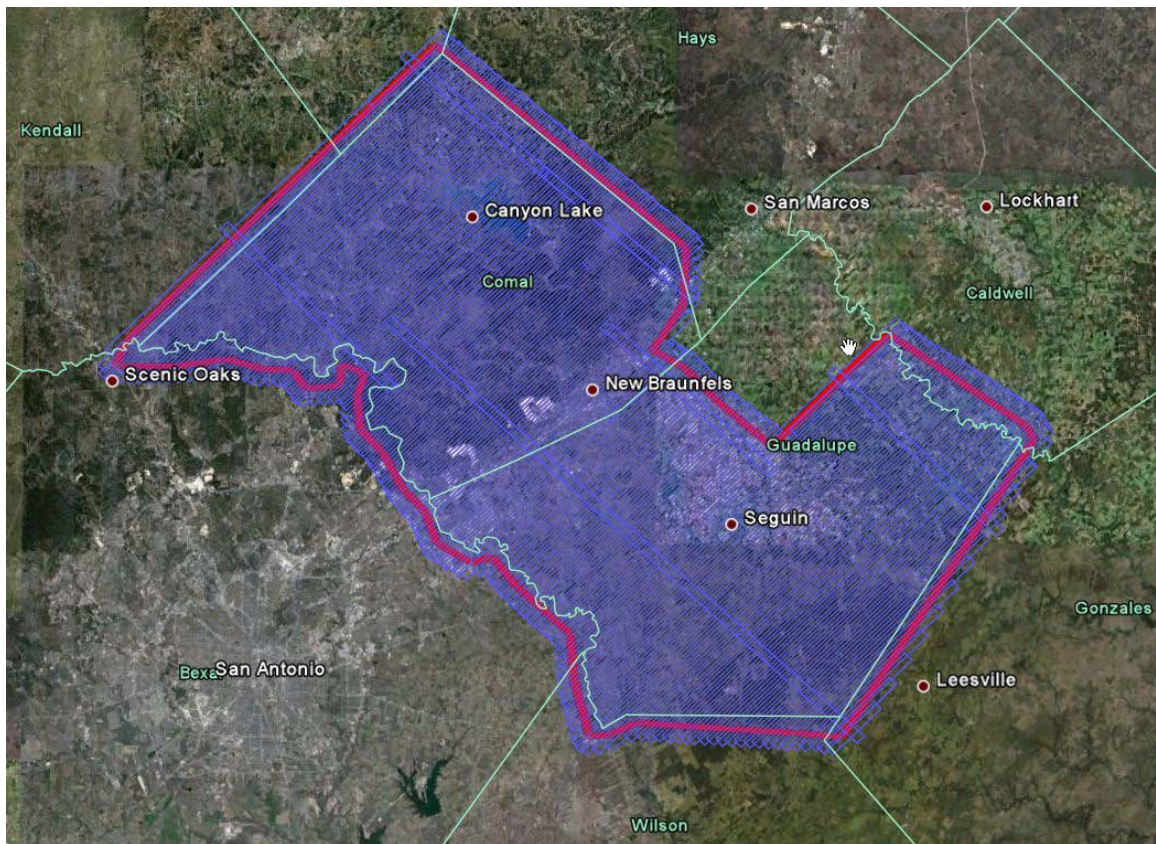 Hays
Kendall
San Marcos
Lockhart
Canyon Lake
Comal
Caldwell
Scenic Oaks
New Braunfels
Guadalupe
Seguin
Gonzales
Bexa
San Antonio
Leesville
Wilson